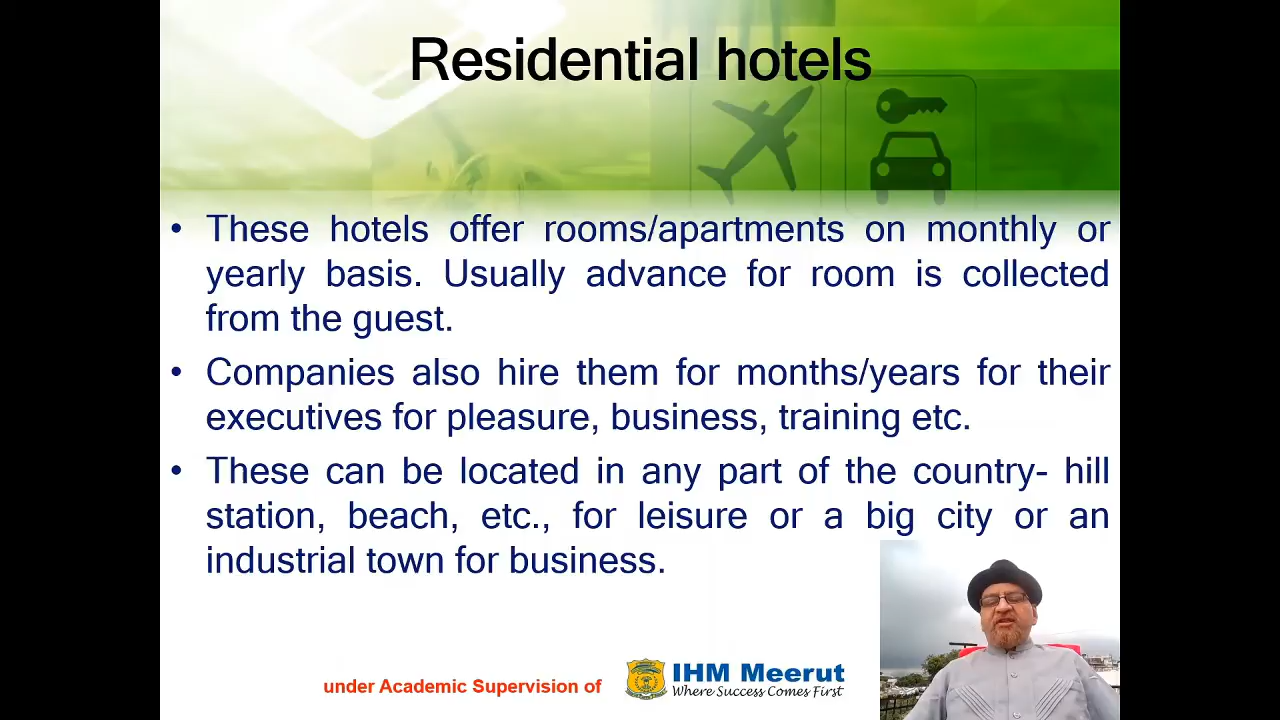 Residential hotels
• These hotels offer rooms/apartments on monthly or
yearly basis. Usually advance for room is collected
from the guest.
• Companies also hire them for months/years for their
executives for pleasure, business, training etc.
• These can be located in any part of the country- hill
station, beach, etc., for leisure or a big city or an
industrial town for business.
under Academic Supervision of
IHM Meerut
Where Success Comes First